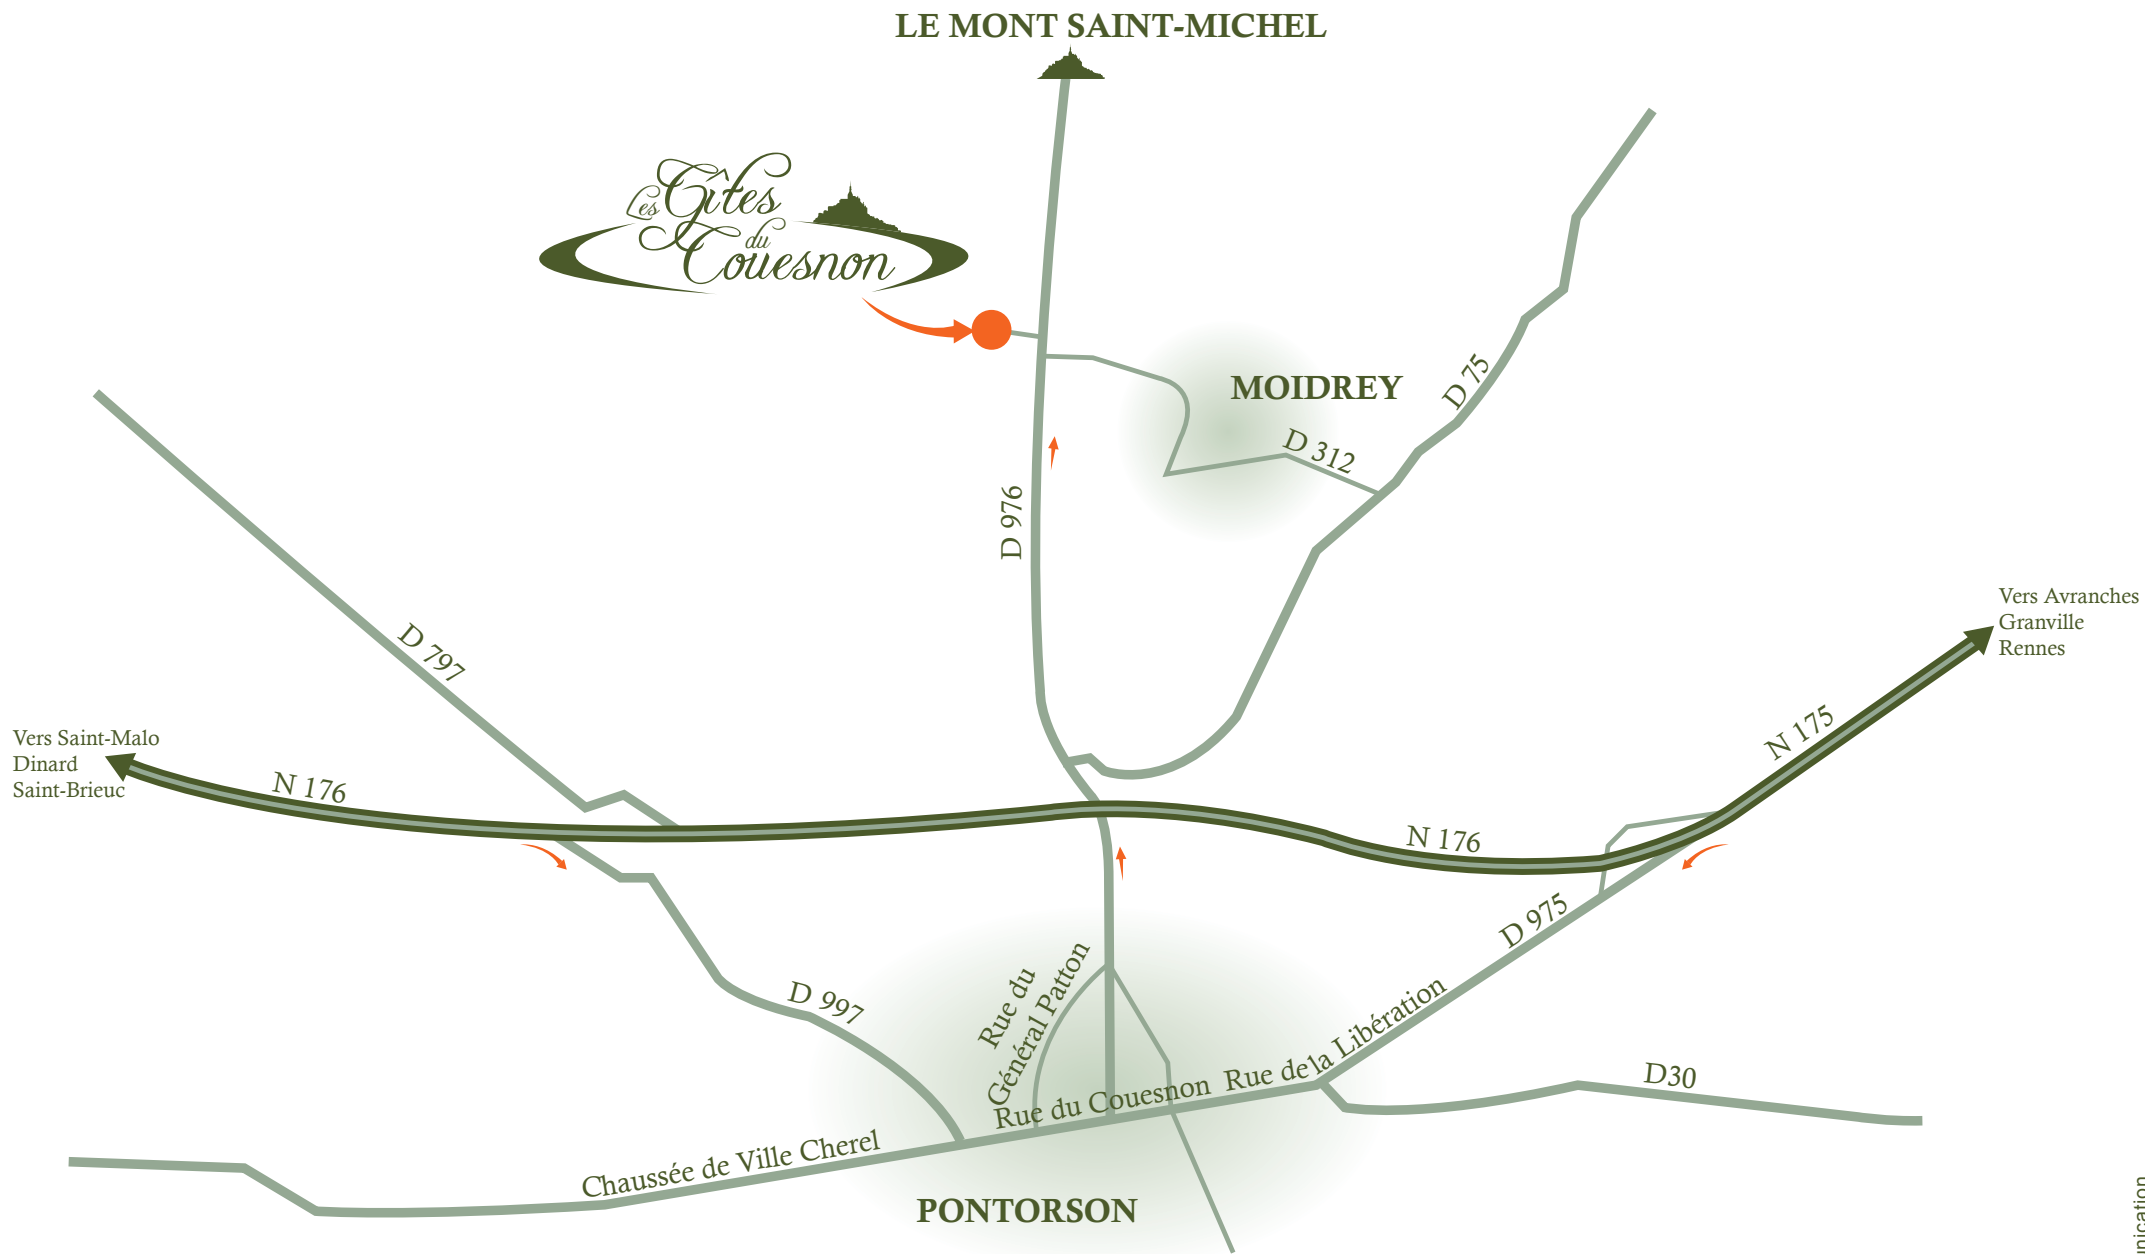 LE MONT SAINT-MICHEL
Les Gîtes
du
Couesnon
MOIDREY
D 75
D 312
D 976
Vers Avranches
Granville
Rennes
D 797
N 175
Vers Saint-Malo
Dinard
Saint-Brieuc
N 176
N 176
D 975
D 997
Rue du
Général Patton
Rue de la Libération
Rue du Couesnon
D30
Chaussée de Ville Cherel
PONTORSON